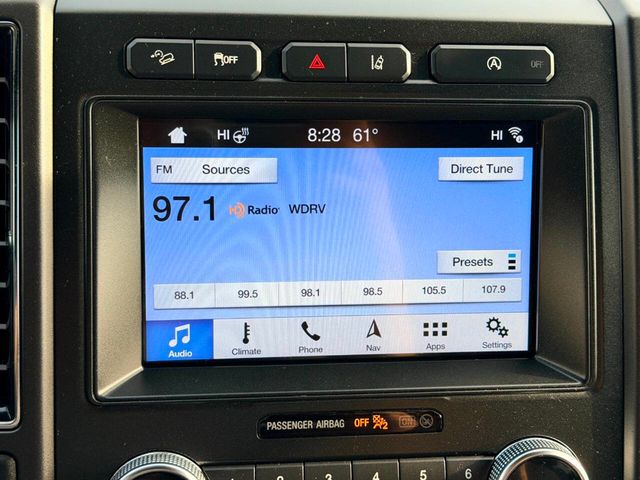 OFF
A OFF
HI 8:28 61° HI
FM Sources Direct Tune
97.1 HD Radio WDRV
Presets
88.1 99.5 98.1 98.5 105.5 107.9
Audio Climate Phone Nav Apps Settings
PASSENGER AIRBAG OFF 2 ON
1 2 3 4 5 6